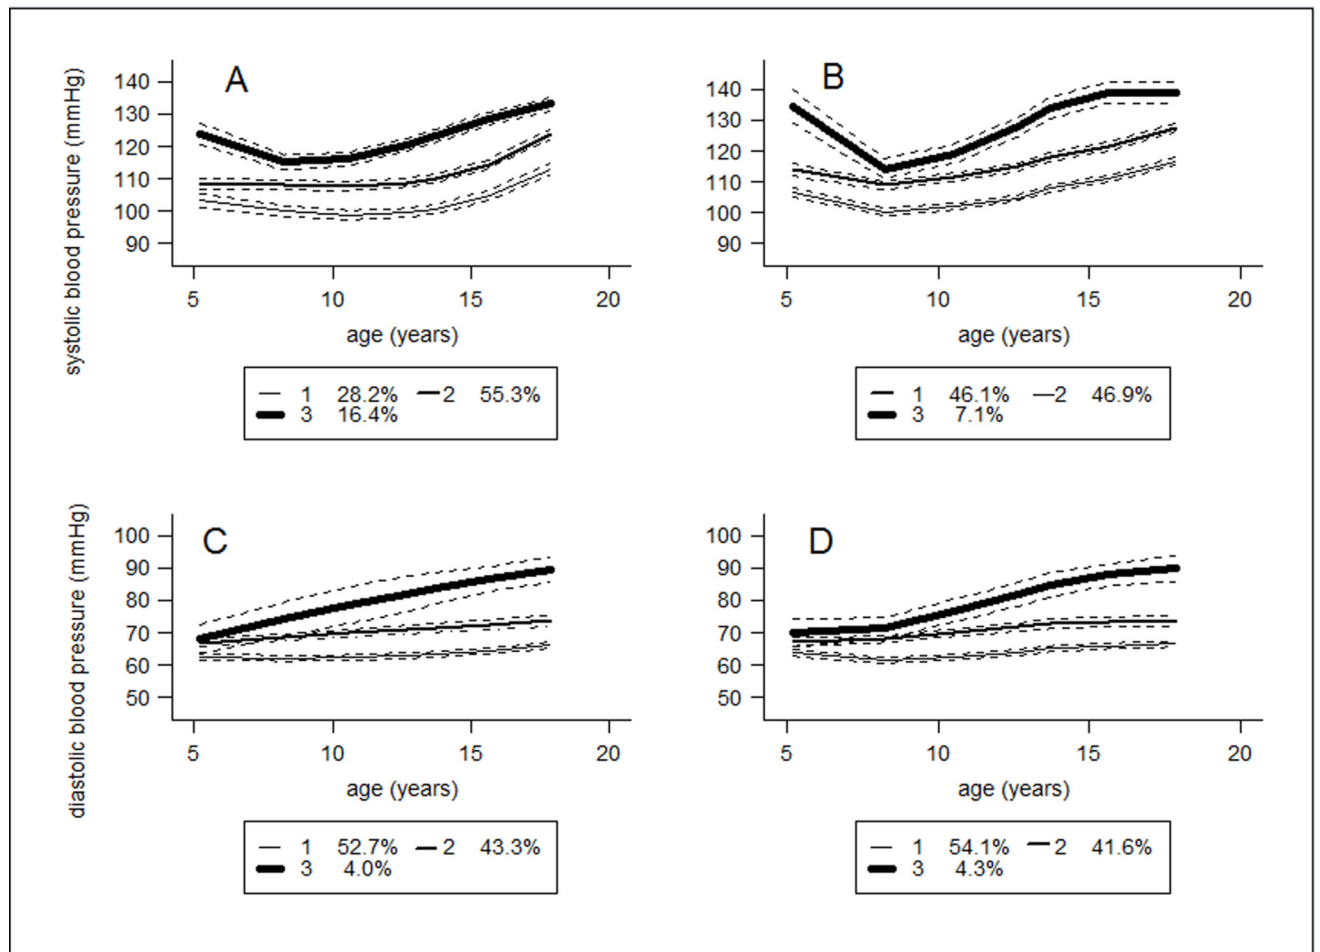 systolic blood pressure (mmHg)
A
140
130
120
110
100
90
5 10 15 20
age (years)
1 28.2% 2 55.3%
3 16.4%
B
140
130
120
110
100
90
5 10 15 20
age (years)
1 46.1% 2 46.9%
3 7.1%
diastolic blood pressure (mmHg)
C
100
90
80
70
60
50
5 10 15 20
age (years)
1 52.7% 2 43.3%
3 4.0%
D
100
90
80
70
60
50
5 10 15 20
age (years)
1 54.1% 2 41.6%
3 4.3%